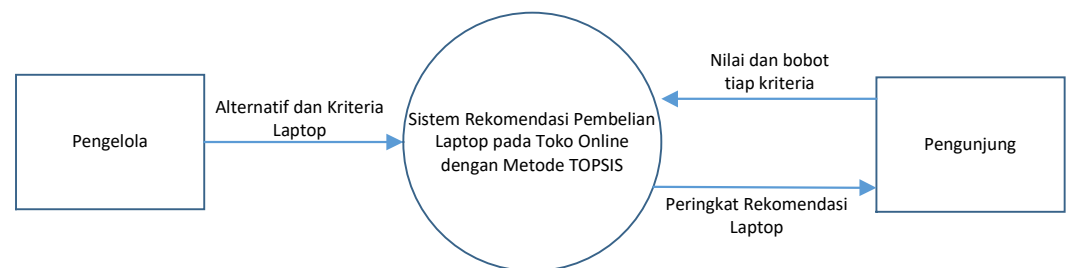 Pengelola
Alternatif dan Kriteria
Laptop
Sistem Rekomendasi Pembelian
Laptop pada Toko Online
dengan Metode TOPSIS
Nilai dan bobot
tiap kriteria
Peringkat Rekomendasi
Laptop
Pengunjung